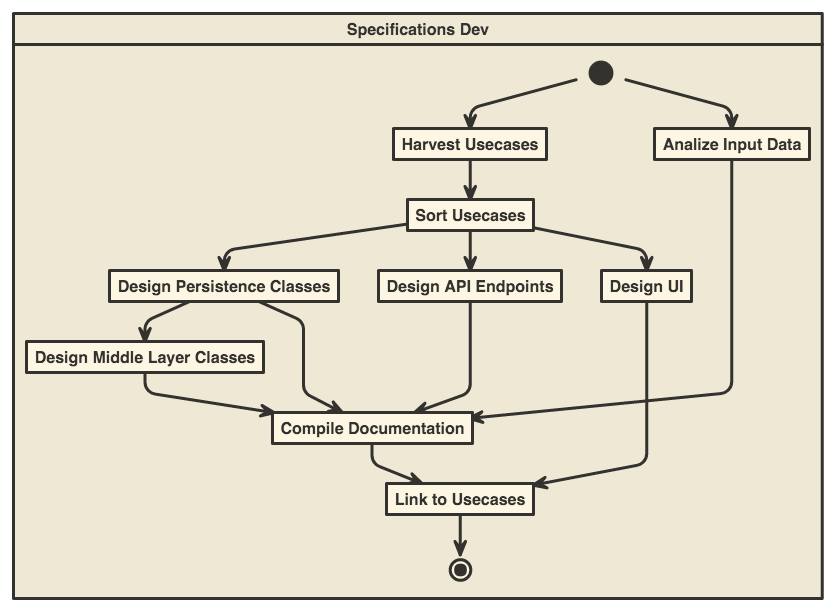 Specifications Dev
Harvest Usecases
Analize Input Data
Sort Usecases
Design Persistence Classes
Design API Endpoints
Design UI
Design Middle Layer Classes
Compile Documentation
Link to Usecases